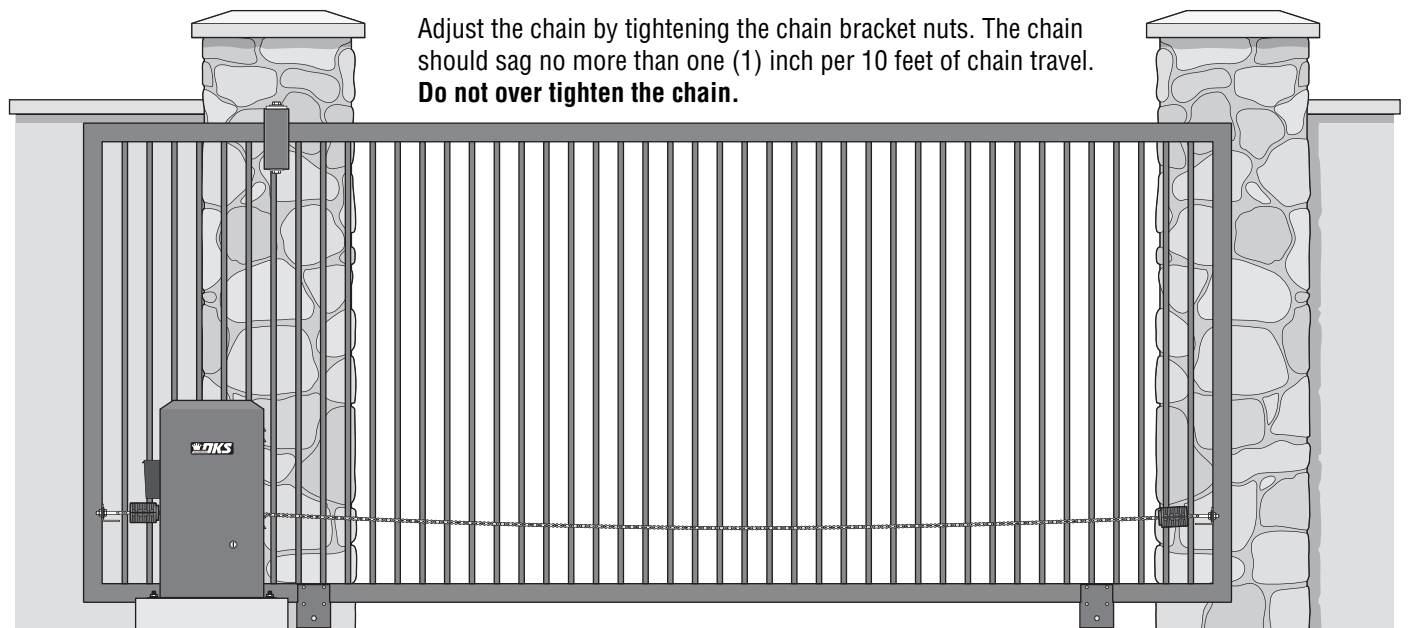 Adjust the chain by tightening the chain bracket nuts. The chain
should sag no more than one (1) inch per 10 feet of chain travel.
Do not over tighten the chain.
DKS